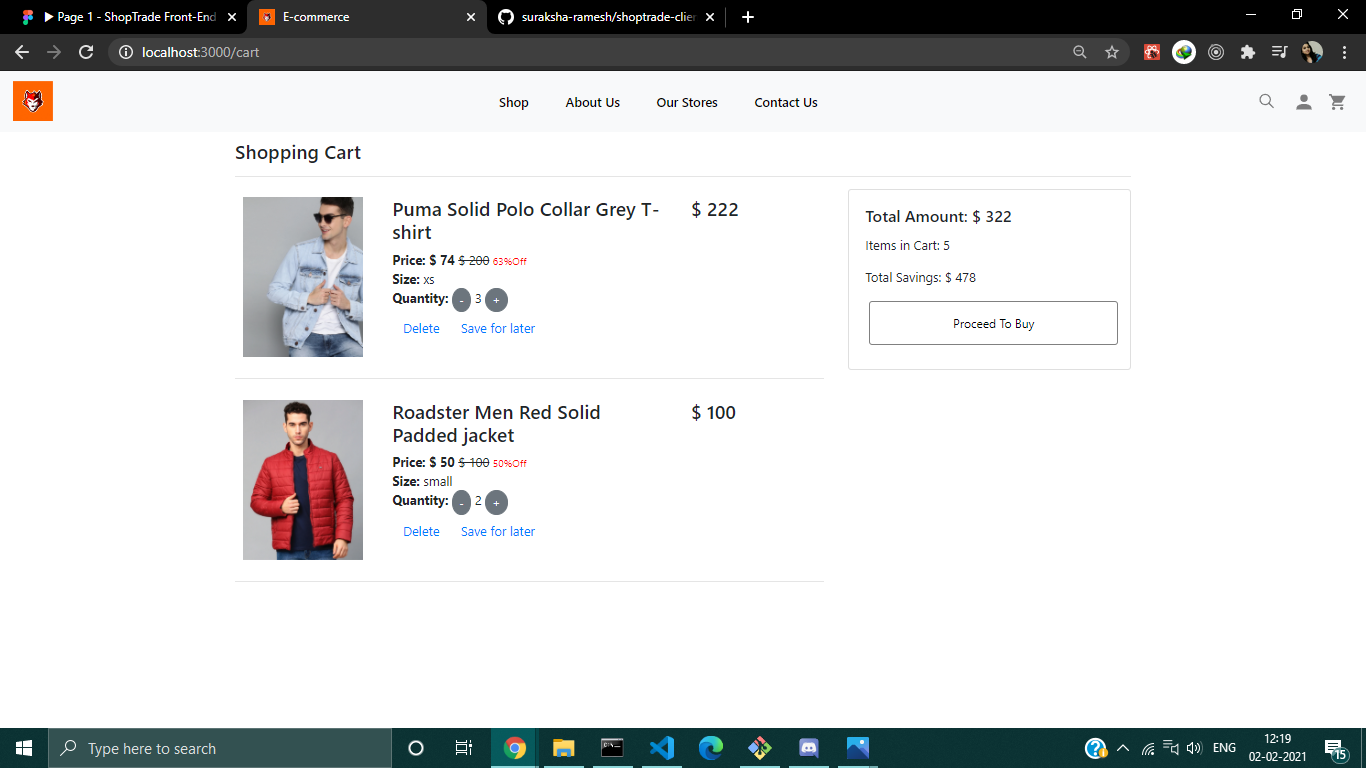 ▶ Page 1 - ShopTrade Front-End
E-commerce
suraksha-ramesh/shoptrade-clier
localhost:3000/cart
Shop
About Us
Our Stores
Contact Us
Shopping Cart
Puma Solid Polo Collar Grey T-
shirt
$ 222
Price: $ 74 $ 200 63%Off
Size: xs
Quantity: - 3 +
Delete
Save for later
Total Amount: $ 322
Items in Cart: 5
Total Savings: $ 478
Proceed To Buy
Roadster Men Red Solid
Padded jacket
$ 100
Price: $ 50 $ 100 50%Off
Size: small
Quantity: - 2 +
Delete
Save for later
Type here to search
ENG
12:19
02-02-2021
15